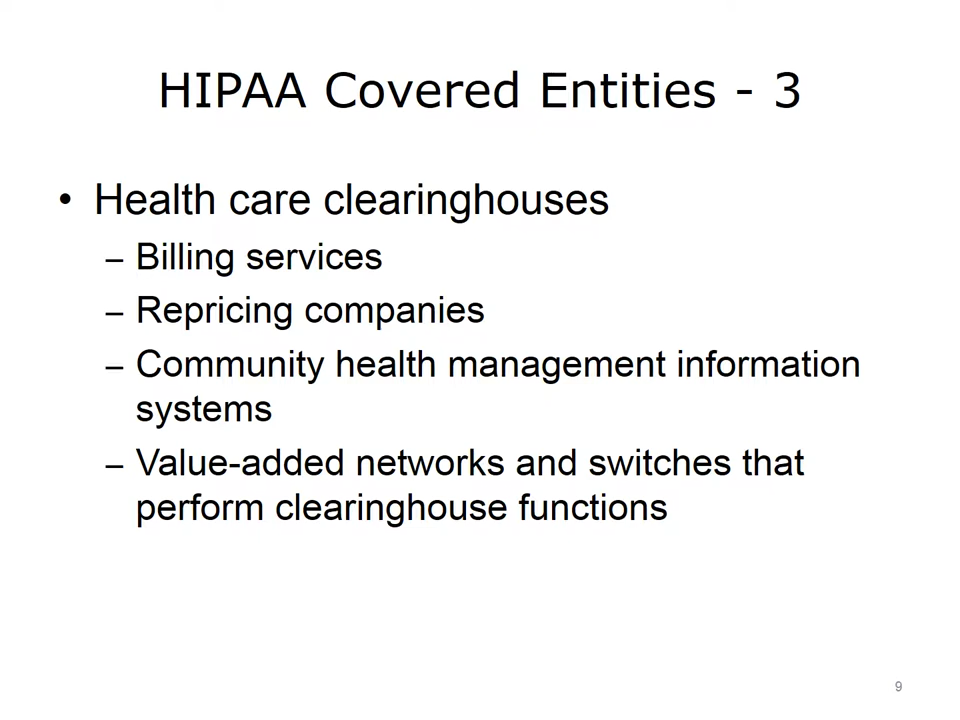 HIPAA Covered Entities - 3
• Health care clearinghouses
– Billing services
– Repricing companies
– Community health management information
systems
– Value-added networks and switches that
perform clearinghouse functions
9